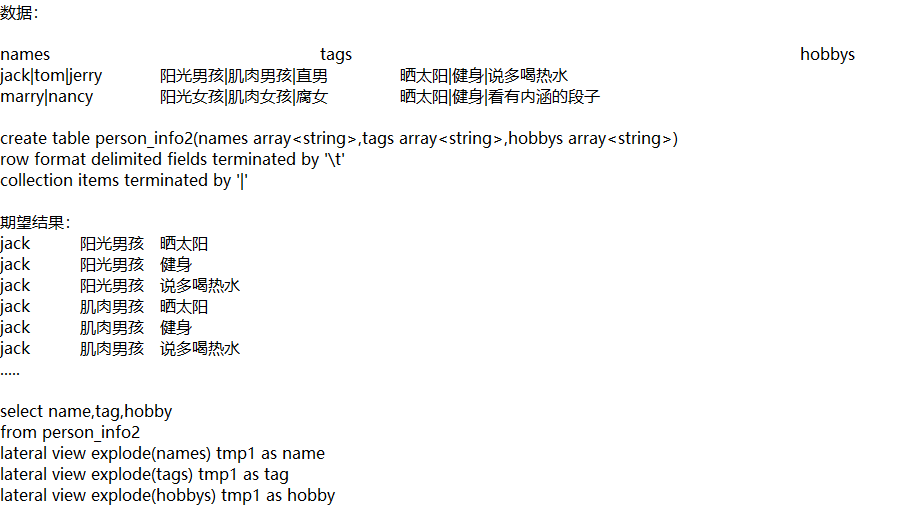 数据：
names tags hobbys
jack|tom|jerry 阳光男孩|肌肉男孩|直男 晒太阳|健身|说多喝热水
marry|nancy 阳光女孩|肌肉女孩|腐女 晒太阳|健身|看有内涵的段子
create table person_info2(names array<string>,tags array<string>,hobbys array<string>)
row format delimited fields terminated by '\t'
collection items terminated by '|'
期望结果：
jack 阳光男孩 晒太阳
jack 阳光男孩 健身
jack 阳光男孩 说多喝热水
jack 肌肉男孩 晒太阳
jack 肌肉男孩 健身
jack 肌肉男孩 说多喝热水
.....
select name,tag,hobby
from person_info2
lateral view explode(names) tmp1 as name
lateral view explode(tags) tmp1 as tag
lateral view explode(hobbys) tmp1 as hobby